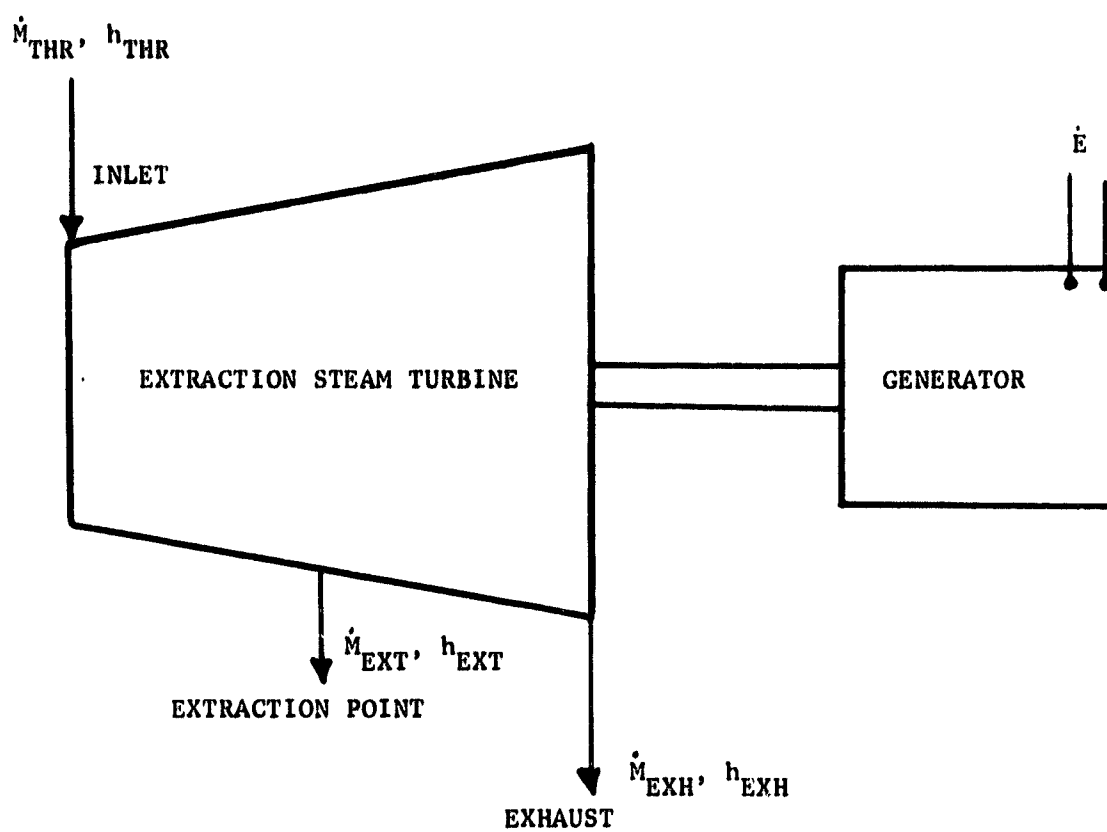 Ṁ_THR, h_THR
INLET
Ė
EXTRACTION STEAM TURBINE
GENERATOR
Ṁ_EXT, h_EXT
EXTRACTION POINT
Ṁ_EXH, h_EXH
EXHAUST